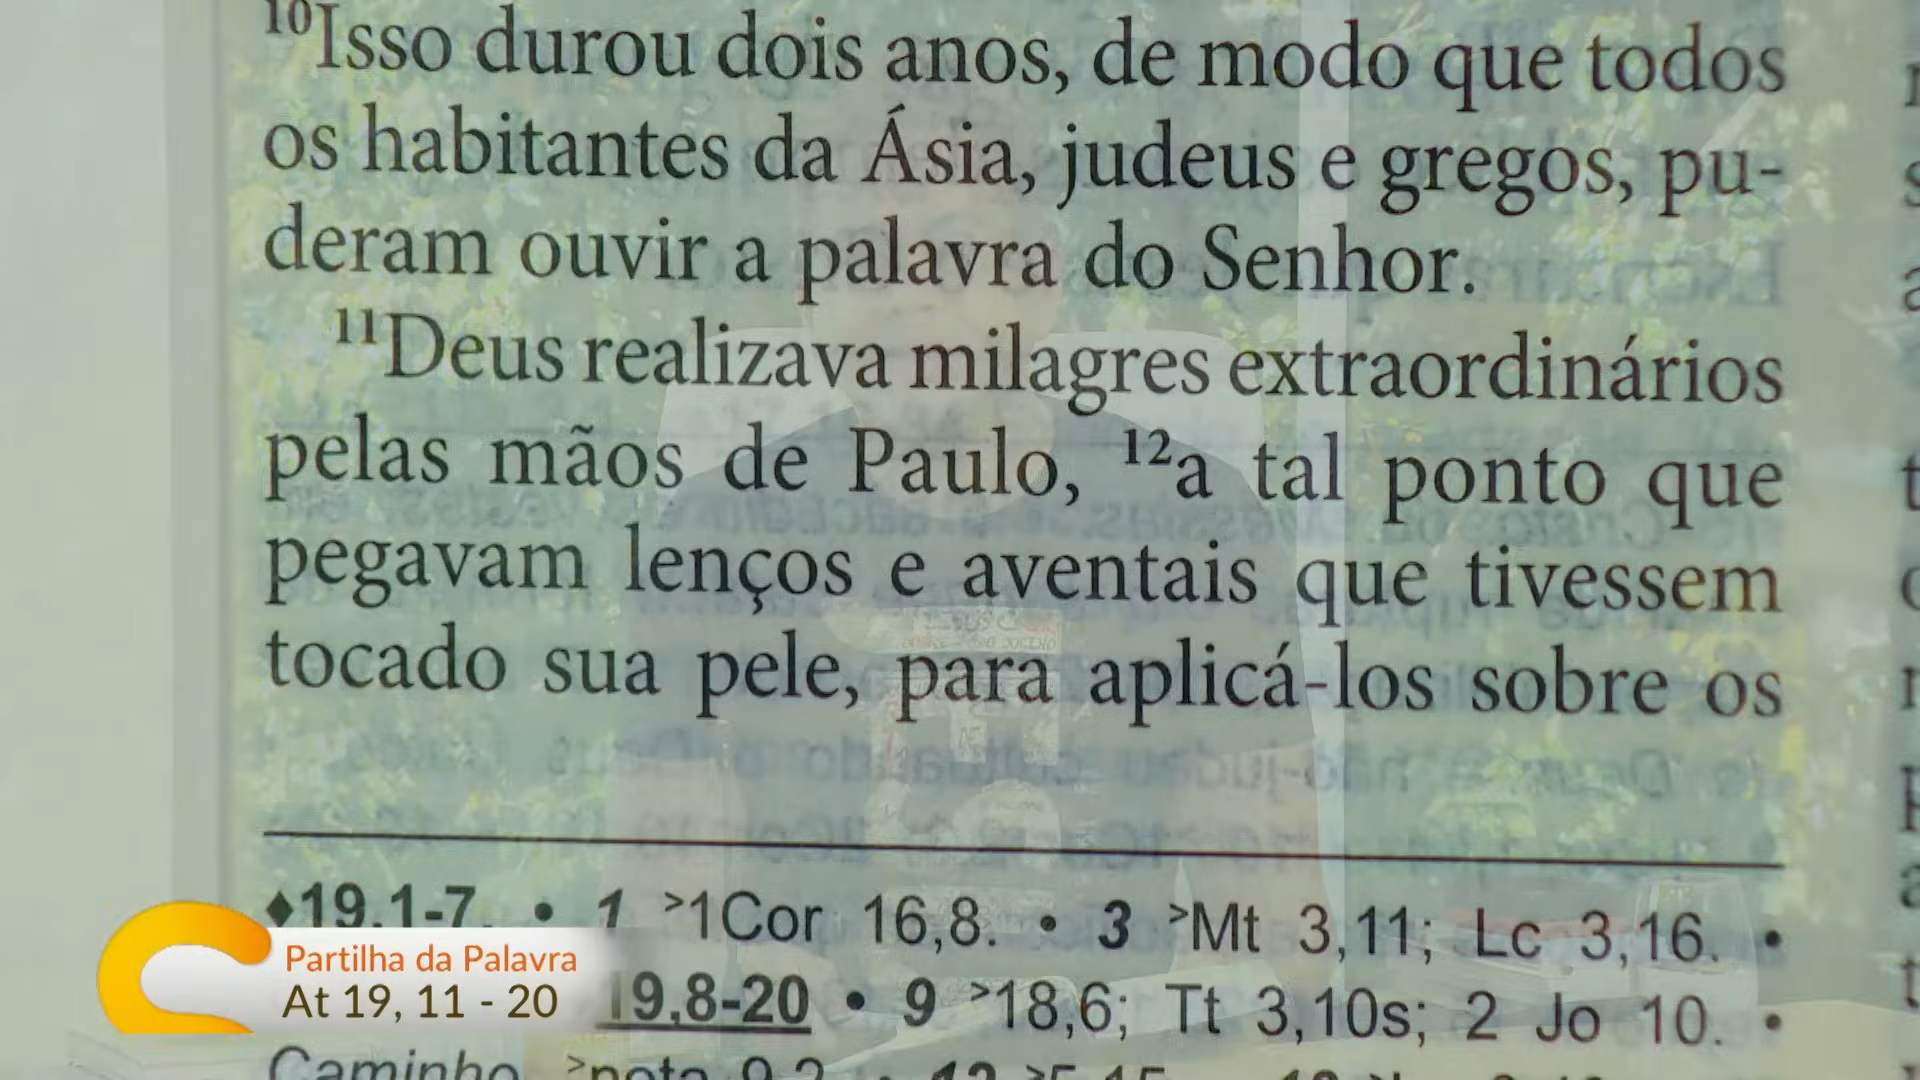 ¹⁰Isso durou dois anos, de modo que todos
os habitantes da Ásia, judeus e gregos, pu-
deram ouvir a palavra do Senhor.
¹¹Deus realizava milagres extraordinários
pelas mãos de Paulo, ¹²a tal ponto que
pegavam lenços e aventais que tivessem
tocado sua pele, para aplicá-los sobre os
♦19,1-7. • 1 >1Cor 16,8. • 3 >Mt 3,11; Lc 3,16. •
19,8-20 • 9 >18,6; Tt 3,10s; 2 Jo 10. •
Caminho >nota 9,2
Partilha da Palavra
At 19, 11 - 20